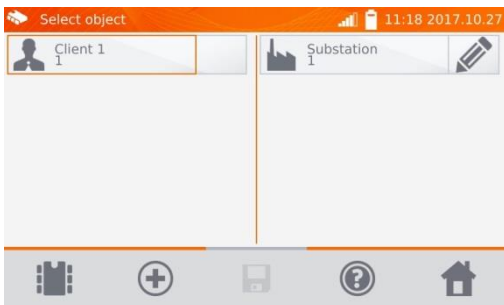 Select object
11:18 2017.10.27
Client 1
1
Substation
1